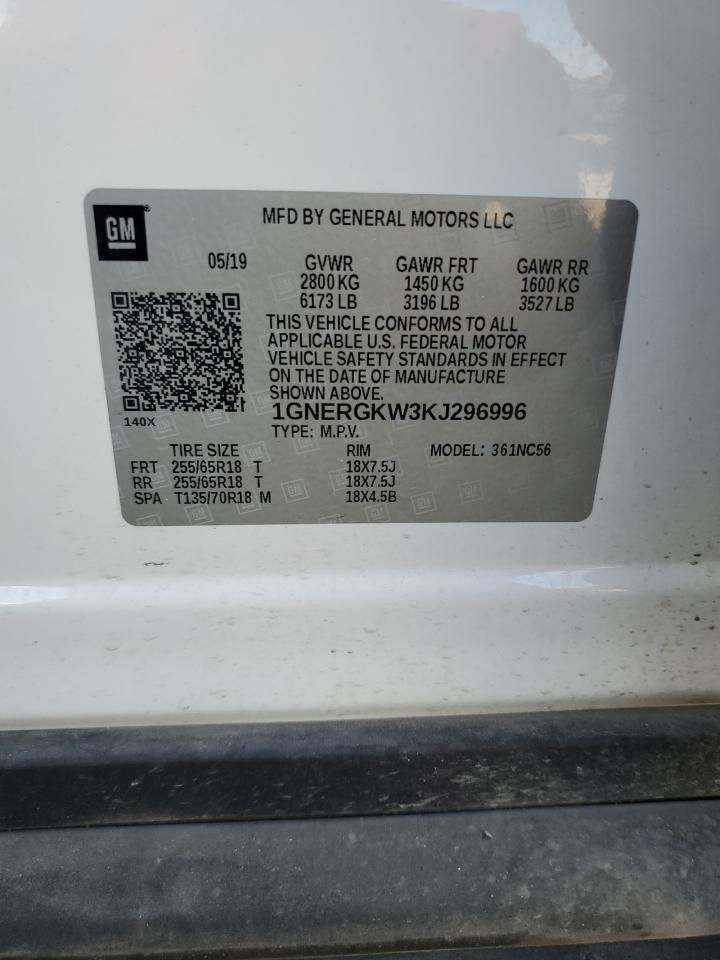 GM ®
MFD BY GENERAL MOTORS LLC
05/19 GVWR GAWR FRT GAWR RR
2800 KG 1450 KG 1600 KG
6173 LB 3196 LB 3527 LB
THIS VEHICLE CONFORMS TO ALL
APPLICABLE U.S. FEDERAL MOTOR
VEHICLE SAFETY STANDARDS IN EFFECT
ON THE DATE OF MANUFACTURE
SHOWN ABOVE.
1GNERGKW3KJ296996
140X
TYPE: M.P.V.
TIRE SIZE RIM MODEL: 361NC56
FRT 255/65R18 T 18X7.5J
RR 255/65R18 T 18X7.5J
SPA T135/70R18 M 18X4.5B